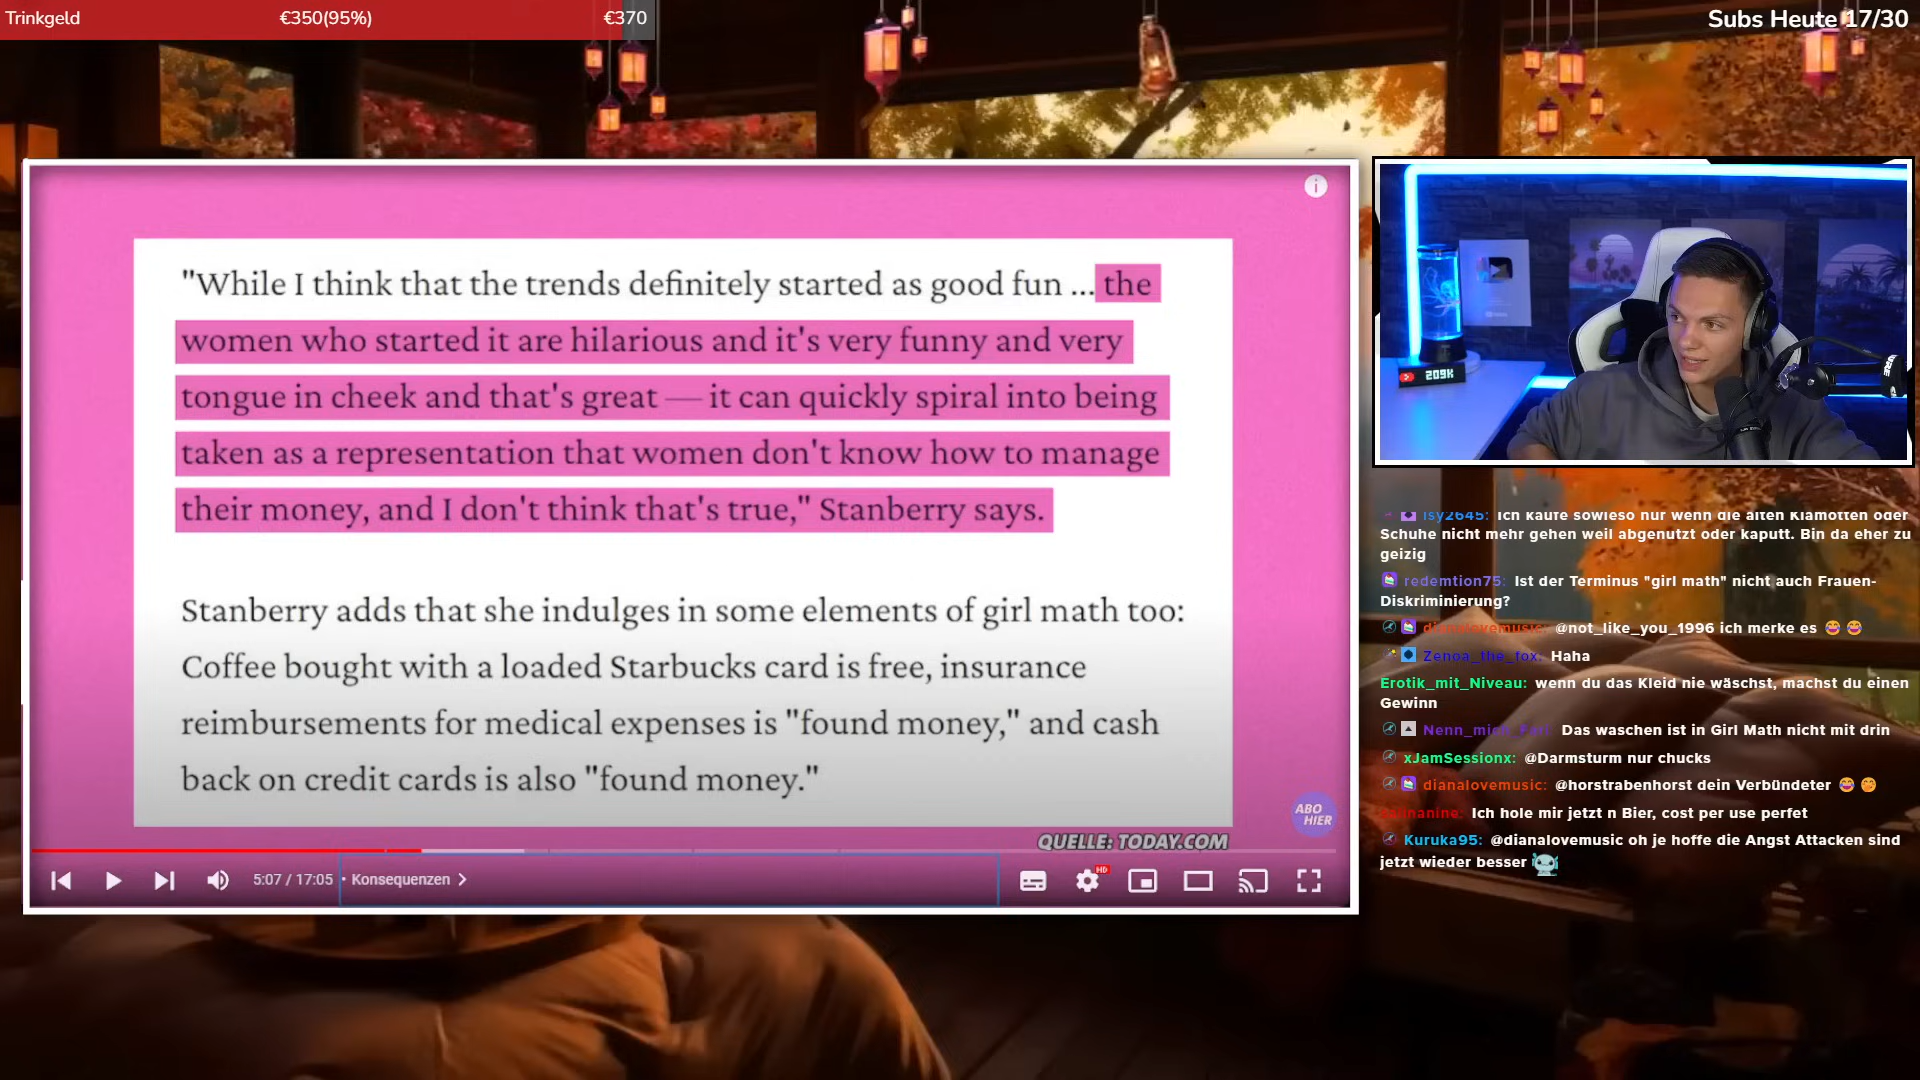 Trinkgeld €350(95%) €370
Subs Heute 17/30
"While I think that the trends definitely started as good fun ... the
women who started it are hilarious and it's very funny and very
tongue in cheek and that's great — it can quickly spiral into being
taken as a representation that women don't know how to manage
their money, and I don't think that's true," Stanberry says.
Stanberry adds that she indulges in some elements of girl math too:
Coffee bought with a loaded Starbucks card is free, insurance
reimbursements for medical expenses is "found money," and cash
back on credit cards is also "found money."
ABO
HIER
QUELLE: TODAY.COM
5:07 / 17:05 • Konsequenzen
HD
209K
isy2645: Ich kaufe sowieso nur wenn die alten Klamotten oder
Schuhe nicht mehr gehen weil abgenutzt oder kaputt. Bin da eher zu
geizig
redemtion75: Ist der Terminus "girl math" nicht auch Frauen-
Diskriminierung?
dianalovemusic: @not_like_you_1996 ich merke es
Zenoa_the_fox: Haha
Erotik_mit_Niveau: wenn du das Kleid nie wäschst, machst du einen
Gewinn
Das waschen ist in Girl Math nicht mit drin
xJamSessionx: @Darmsturm nur chucks
dianalovemusic: @horstrabenhorst dein Verbündeter
Ich hole mir jetzt n Bier, cost per use perfet
Kuruka95: @dianalovemusic oh je hoffe die Angst Attacken sind
jetzt wieder besser